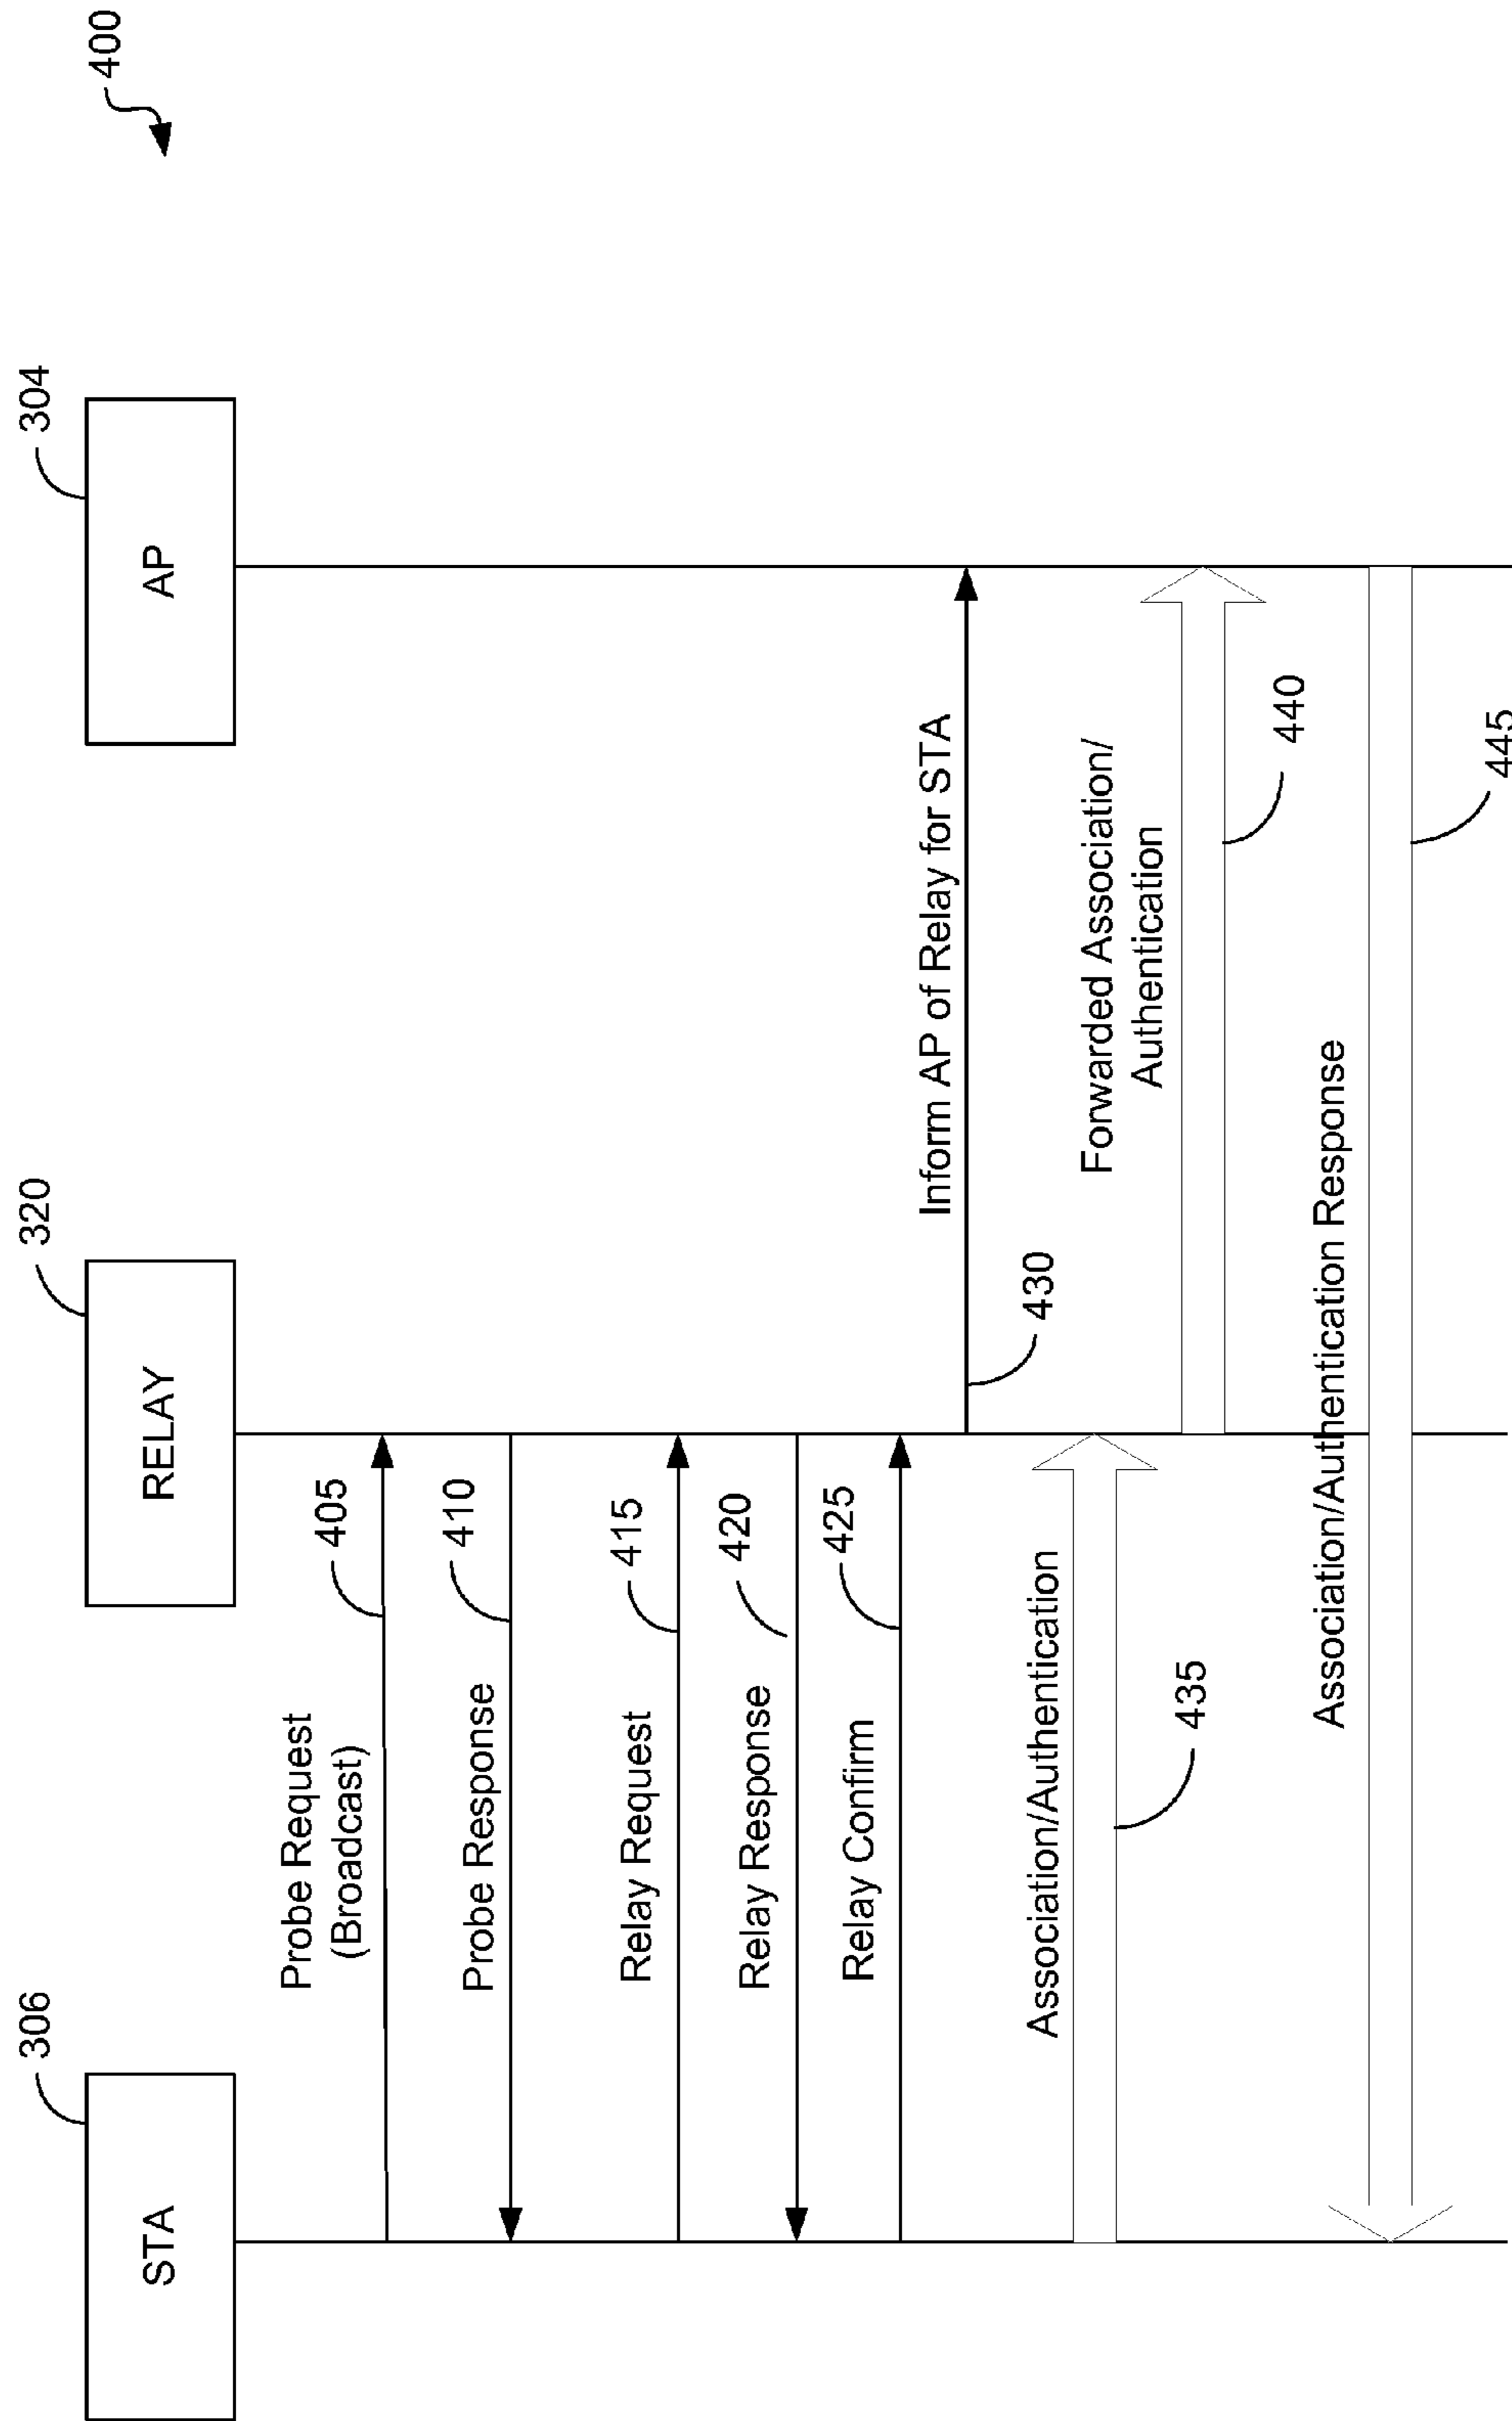 400
306
320
304
STA
RELAY
AP
Probe Request
(Broadcast)
405
Probe Response
410
Relay Request
415
Relay Response
420
Relay Confirm
425
Inform AP of Relay for STA
430
Association/Authentication
435
Forwarded Association/
Authentication
440
Association/Authentication Response
445